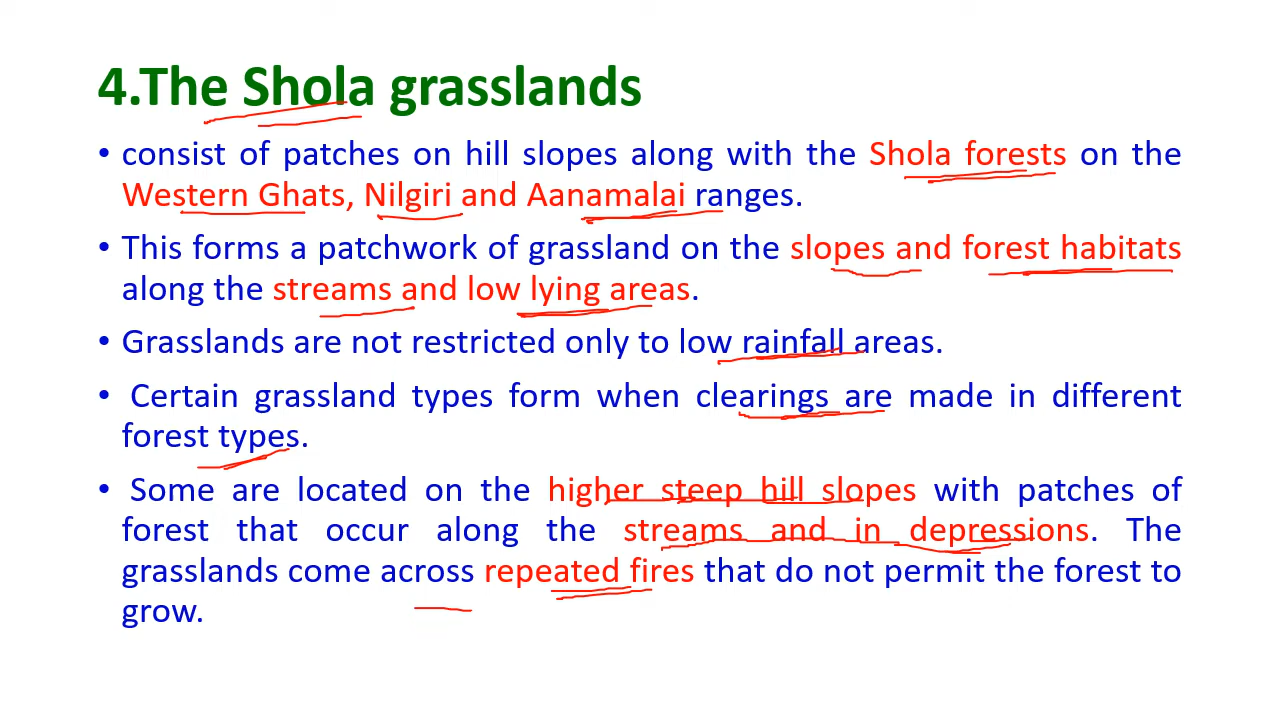 4.The Shola grasslands
• consist of patches on hill slopes along with the Shola forests on the
Western Ghats, Nilgiri and Aanamalai ranges.
• This forms a patchwork of grassland on the slopes and forest habitats
along the streams and low lying areas.
• Grasslands are not restricted only to low rainfall areas.
• Certain grassland types form when clearings are made in different
forest types.
• Some are located on the higher steep hill slopes with patches of
forest that occur along the streams and in depressions. The
grasslands come across repeated fires that do not permit the forest to
grow.